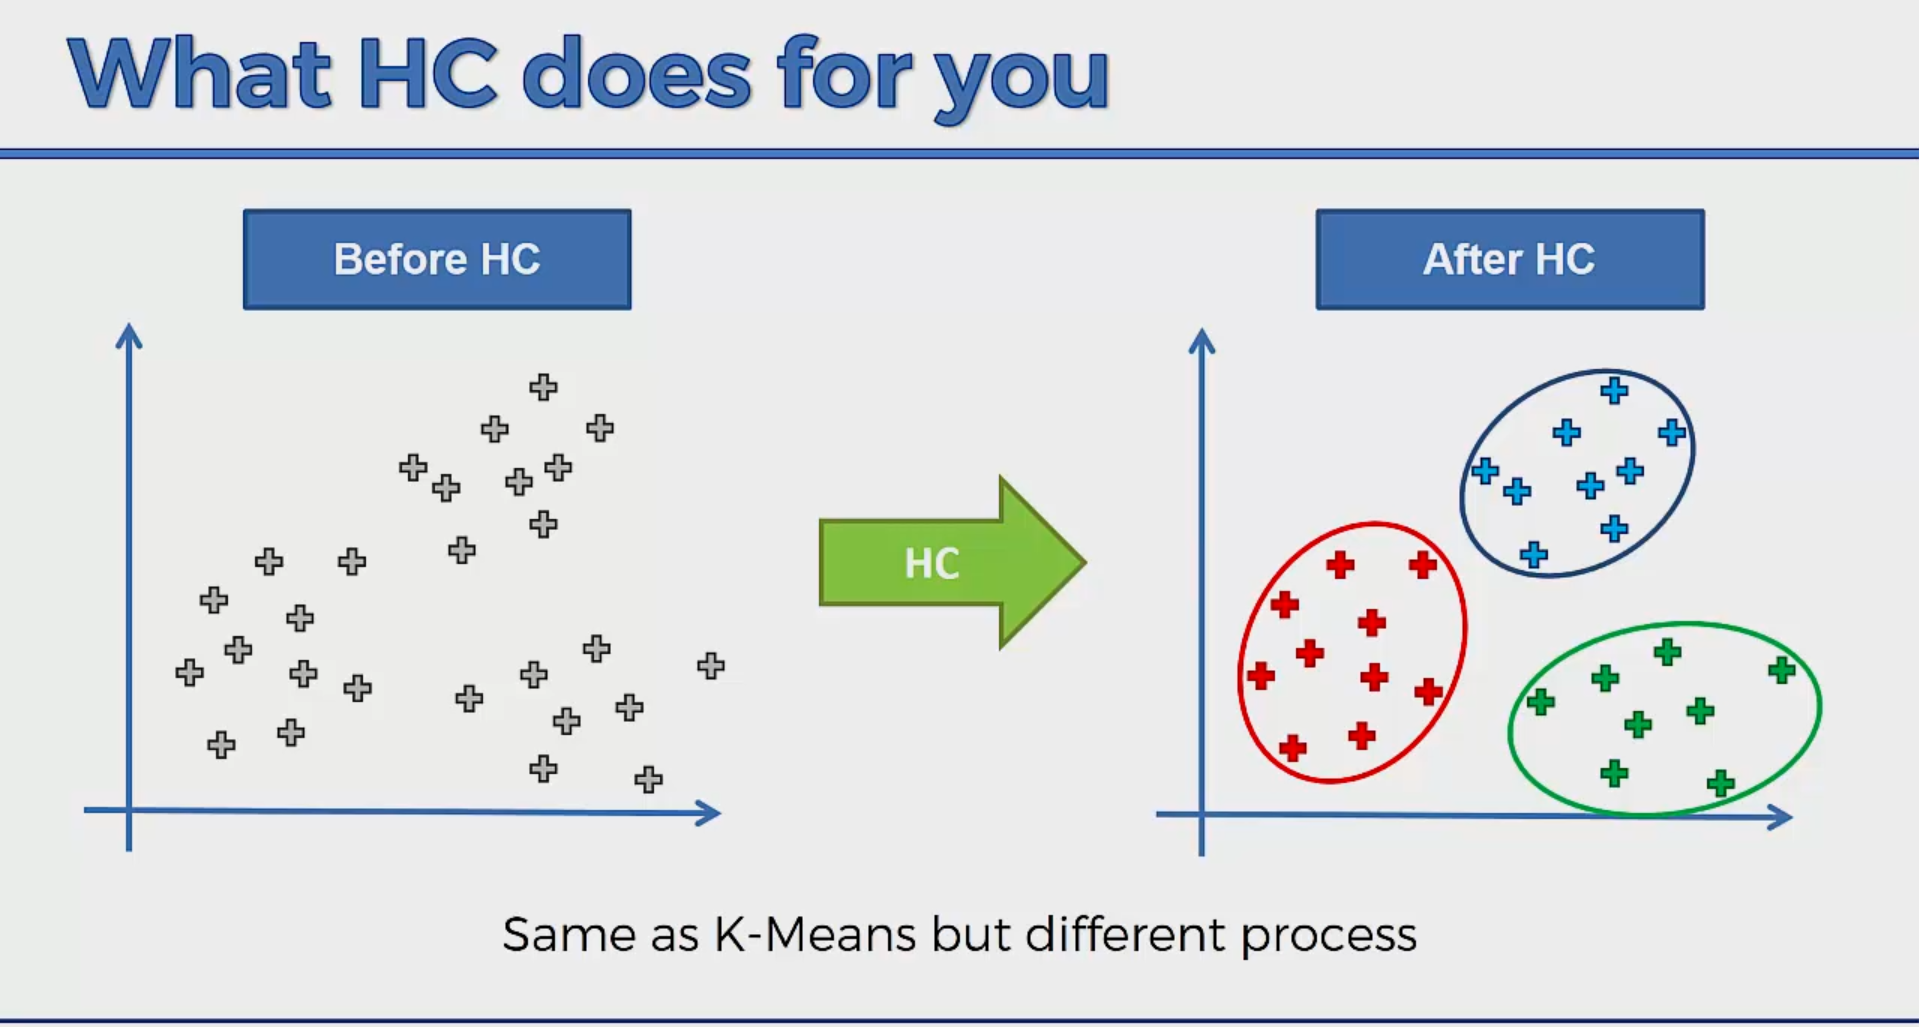 What HC does for you
Before HC
After HC
HC
Same as K-Means but different process